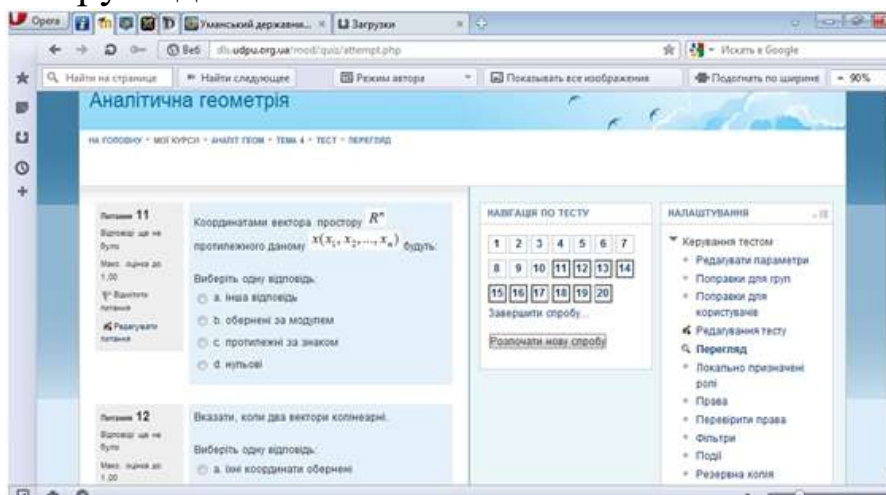 Opera
Уманський державни...
Загрузки
Веб
dls.udpu.org.ua/mod/quiz/attempt.php
Искать в Google
Найти на странице
Найти следующее
Режим автора
Показывать все изображения
Подогнать по ширине
90%
Аналітична геометрія
НА ГОЛОВНУ • МОЇ КУРСИ • АНАЛІТ ГЕОМ • ТЕМА 4 • ТЕСТ • ПЕРЕГЛЯД
Питання 11
Відповіді ще не
було
Макс. оцінка до
1,00
Відмітити
питання
Редагувати
питання
Координатами вектора простору Rⁿ
протилежного даному x(x₁, x₂,..., xₙ) будуть:
Виберіть одну відповідь:
a. інша відповідь
b. обернені за модулем
c. протилежні за знаком
d. нульові
Питання 12
Відповіді ще не
було
Макс. оцінка до
1,00
Вказати, коли два вектори колінеарні.
Виберіть одну відповідь:
a. їхні координати обернені
НАВІГАЦІЯ ПО ТЕСТУ
1 2 3 4 5 6 7
8 9 10 11 12 13 14
15 16 17 18 19 20
Завершити спробу...
Розпочати нову спробу
НАЛАШТУВАННЯ
Керування тестом
Редагувати параметри
Поправки для груп
Поправки для
користувачів
Редагування тесту
Перегляд
Локально призначені
ролі
Права
Перевірити права
Фільтри
Події
Резервна копія